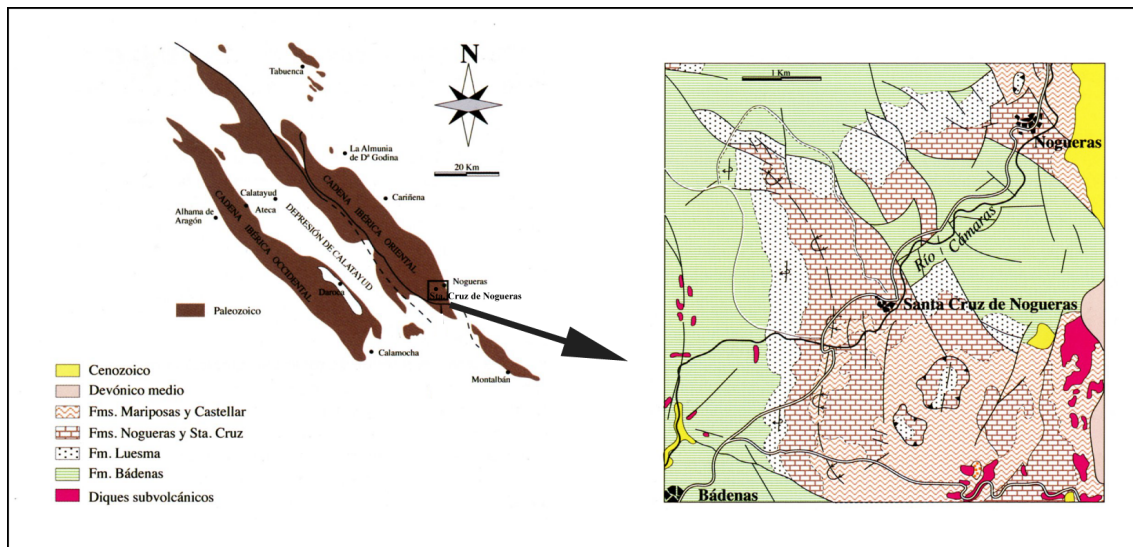 N
Tabuenca
La Almunia
de Dª Godina
20 Km
Calatayud
Ateca
Cariñena
Alhama de
Aragón
CADENA IBÉRICA ORIENTAL
DEPRESIÓN DE CALATAYUD
CADENA IBÉRICA OCCIDENTAL
Daroca
Nogueras
Sta. Cruz de Nogueras
Paleozoico
Calamocha
Montalbán
Cenozoico
Devónico medio
Fms. Mariposas y Castellar
Fms. Nogueras y Sta. Cruz
Fm. Luesma
Fm. Bádenas
Diques subvolcánicos
1 Km
Nogueras
Río Cámaras
Santa Cruz de Nogueras
Bádenas